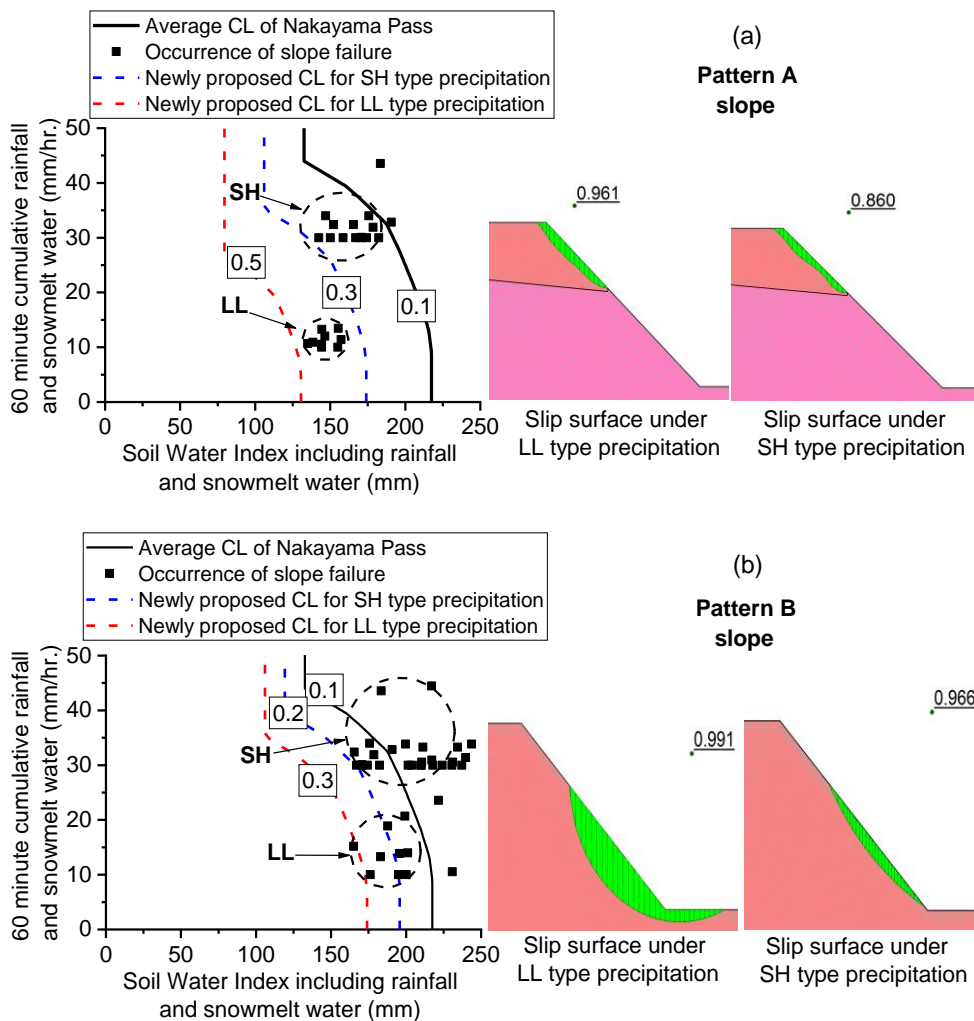 Average CL of Nakayama Pass
Occurrence of slope failure
Newly proposed CL for SH type precipitation
Newly proposed CL for LL type precipitation
(a)
Pattern A
slope
60 minute cumulative rainfall
and snowmelt water (mm/hr.)
50
40
30
20
10
0
SH
0.5
0.3
0.1
LL
0
50
100
150
200
250
Soil Water Index including rainfall
and snowmelt water (mm)
0.961
Slip surface under
LL type precipitation
0.860
Slip surface under
SH type precipitation
Average CL of Nakayama Pass
Occurrence of slope failure
Newly proposed CL for SH type precipitation
Newly proposed CL for LL type precipitation
(b)
Pattern B
slope
60 minute cumulative rainfall
and snowmelt water (mm/hr.)
50
40
30
20
10
0
0.1
0.2
SH
0.3
LL
0
50
100
150
200
250
Soil Water Index including rainfall
and snowmelt water (mm)
0.991
Slip surface under
LL type precipitation
0.966
Slip surface under
SH type precipitation